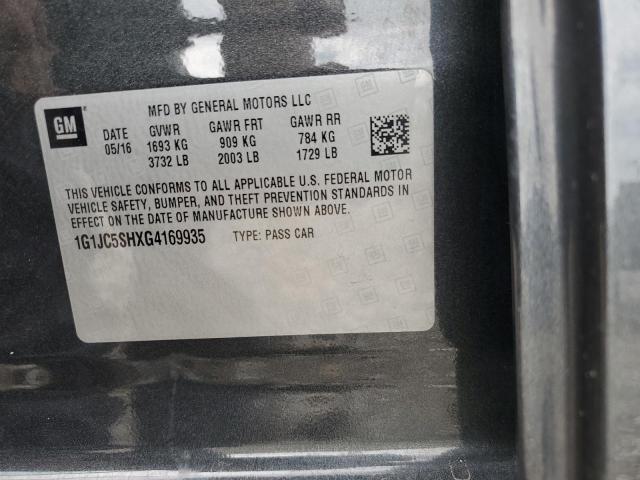 GM
MFD BY GENERAL MOTORS LLC
DATE GVWR GAWR FRT GAWR RR
05/16 1693 KG 909 KG 784 KG
3732 LB 2003 LB 1729 LB
THIS VEHICLE CONFORMS TO ALL APPLICABLE U.S. FEDERAL MOTOR
VEHICLE SAFETY, BUMPER, AND THEFT PREVENTION STANDARDS IN
EFFECT ON THE DATE OF MANUFACTURE SHOWN ABOVE.
1G1JC5SHXG4169935 TYPE: PASS CAR